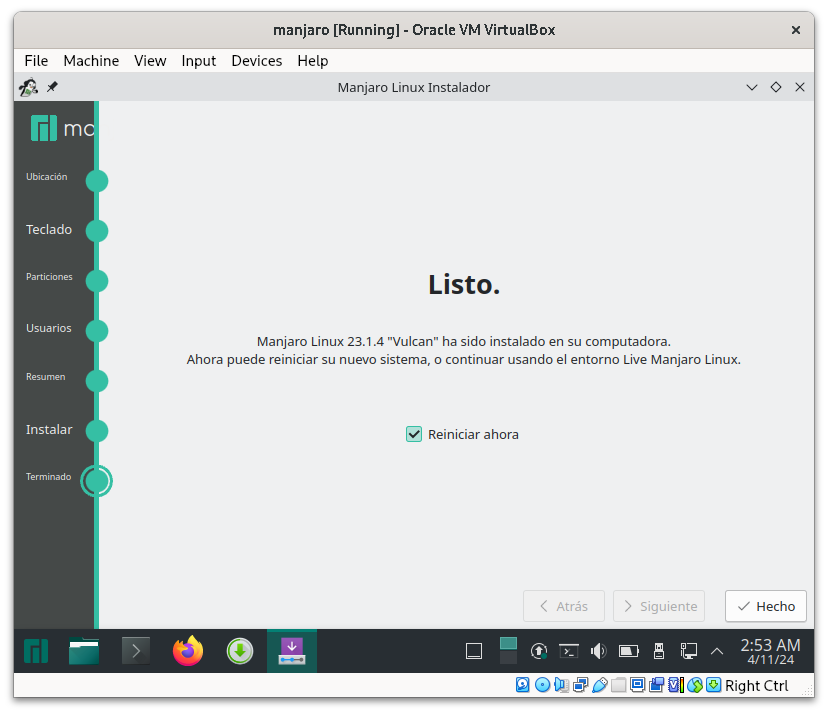 manjaro [Running] - Oracle VM VirtualBox
File Machine View Input Devices Help
Manjaro Linux Instalador
Ubicación
Teclado
Particiones
Usuarios
Resumen
Instalar
Terminado
Listo.
Manjaro Linux 23.1.4 "Vulcan" ha sido instalado en su computadora.
Ahora puede reiniciar su nuevo sistema, o continuar usando el entorno Live Manjaro Linux.
Reiniciar ahora
Atrás Siguiente Hecho
2:53 AM
4/11/24
Right Ctrl